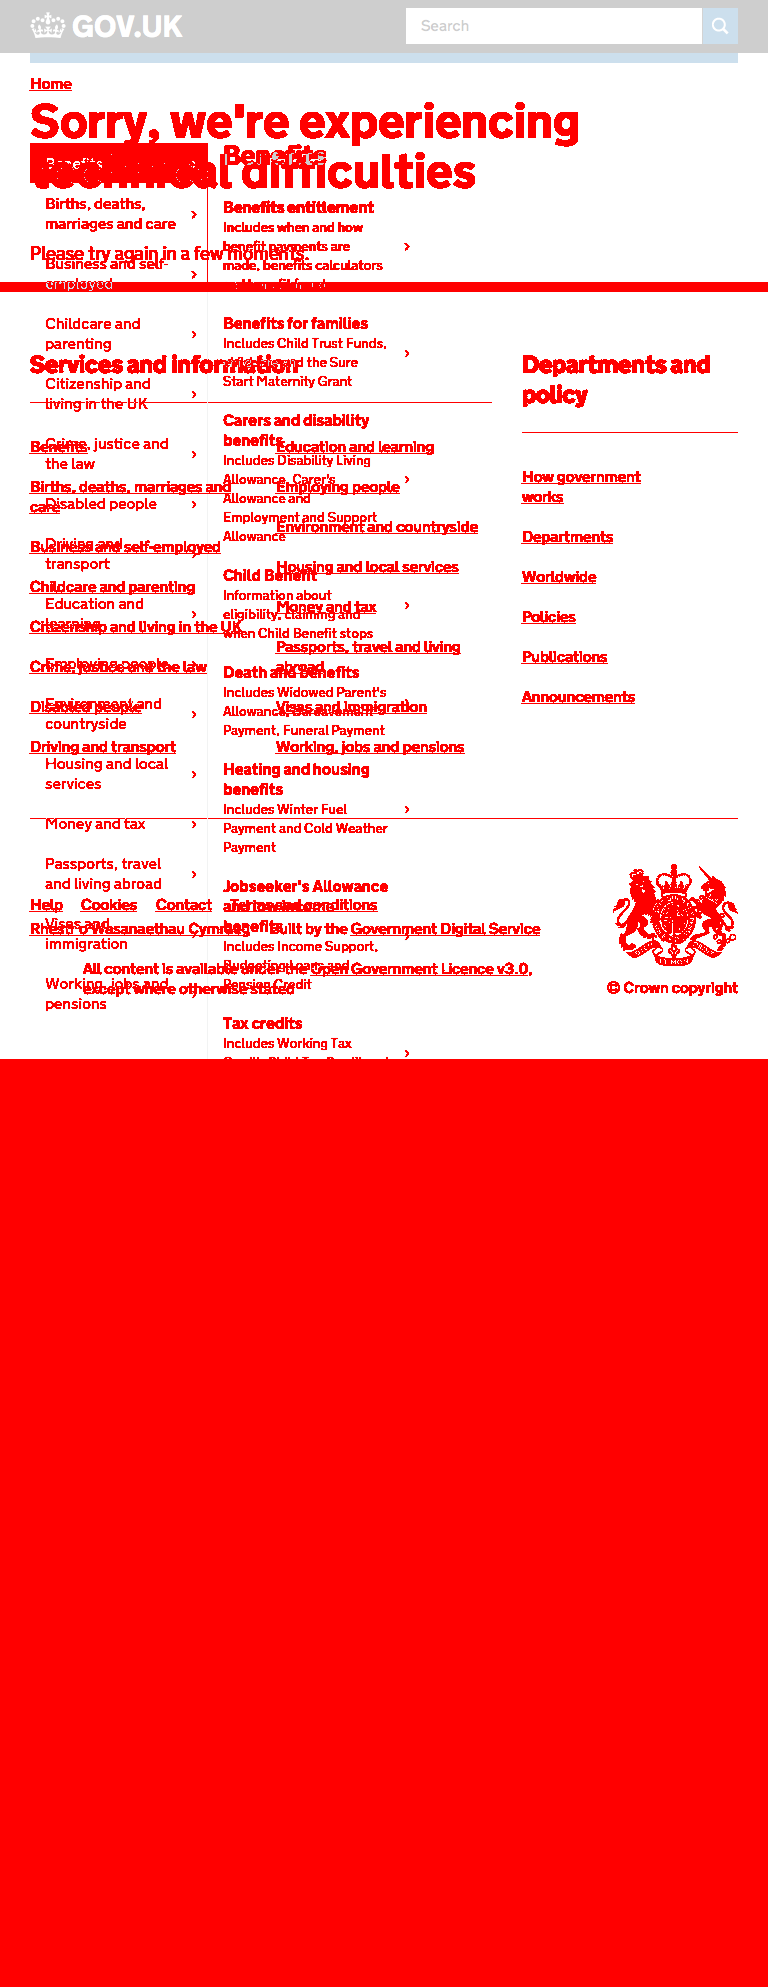 GOV.UK
Search
Home
Sorry, we're experiencing
technical difficulties
Benefits
Benefits
Births, deaths,
marriages and care
Benefits entitlement
Includes when and how
benefit payments are
made, benefits calculators
Please try again in a few moments.
Business and self-
employed
Childcare and
parenting
Benefits for families
Includes Child Trust Funds,
and the Sure
Start Maternity Grant
Services and information
Departments and
policy
Citizenship and
living in the UK
Carers and disability
benefits
Includes Disability Living
Allowance, Carer's
Allowance and
Employment and Support
Allowance
Crime, justice and
the law
Disabled people
Driving and
transport
Education and
learning
Employing people
Environment and
countryside
Housing and local
services
Money and tax
Passports, travel
and living abroad
Visas and
immigration
Working, jobs and
pensions
Child Benefit
Information about
eligibility, claiming and
when Child Benefit stops
Death and benefits
Includes Widowed Parent's
Allowance, Bereavement
Payment, Funeral Payment
Heating and housing
benefits
Includes Winter Fuel
Payment and Cold Weather
Payment
Jobseeker's Allowance
and low income
benefits
Includes Income Support,
Budgeting Loans and
Pension Credit
Tax credits
Includes Working Tax
Benefits
Births, deaths, marriages and
care
Business and self-employed
Childcare and parenting
Citizenship and living in the UK
Crime, justice and the law
Disabled people
Driving and transport
Education and learning
Employing people
Environment and countryside
Housing and local services
Money and tax
Passports, travel and living
abroad
Visas and immigration
Working, jobs and pensions
How government
works
Departments
Worldwide
Policies
Publications
Announcements
Help Cookies Contact Terms and conditions
Rhestr o Wasanaethau Cymraeg Built by the Government Digital Service
All content is available under the Open Government Licence v3.0,
except where otherwise stated
© Crown copyright